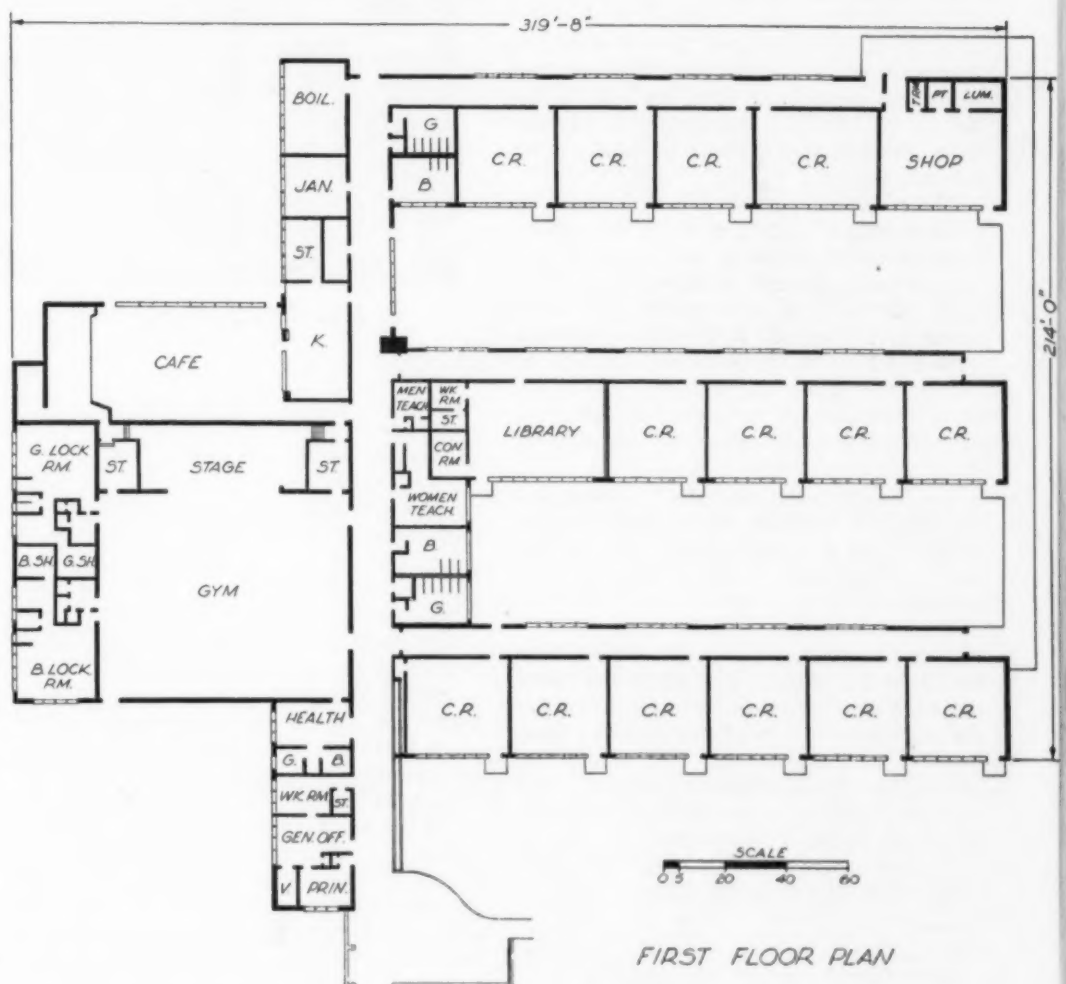 319'-8"
BOIL.
TRM.
PT
LUM.
G
C.R.
C.R.
C.R.
C.R.
SHOP
JAN.
B.
ST.
214'-0"
K.
CAFE
MEN
TEACH
WK.
RM.
ST.
LIBRARY
C.R.
C.R.
C.R.
C.R.
G. LOCK
RM.
ST.
STAGE
ST.
CON
RM
WOMEN
TEACH.
B. SH.
G. SH.
B.
GYM
G.
B. LOCK
RM.
HEALTH
C.R.
C.R.
C.R.
C.R.
C.R.
C.R.
G.
B.
WK. RM
ST.
GEN. OFF.
SCALE
0 5 20 40 60
V.
PRIN.
FIRST FLOOR PLAN